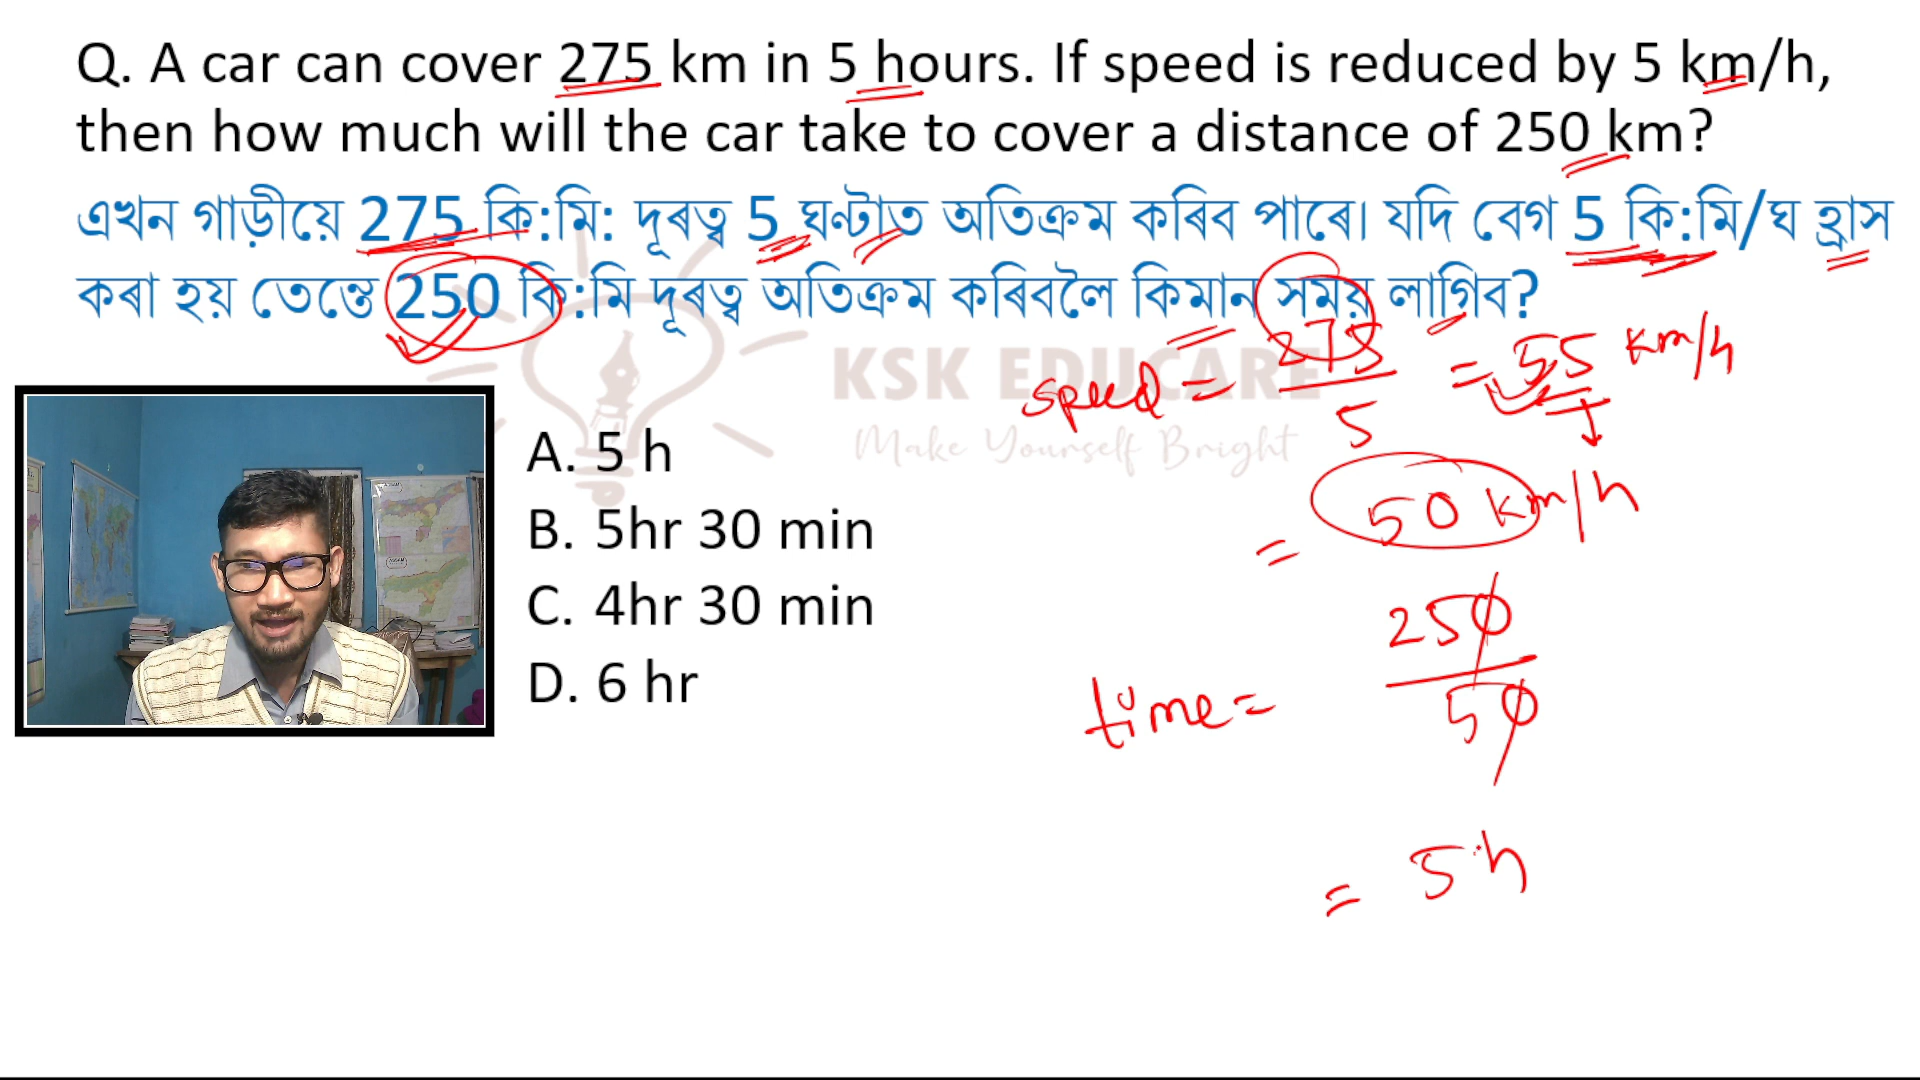 Q. A car can cover 275 km in 5 hours. If speed is reduced by 5 km/h,
then how much will the car take to cover a distance of 250 km?
এখন গাড়ীয়ে 275 কি:মি: দূৰত্ব 5 ঘণ্টাত অতিক্ৰম কৰিব পাৰে। যদি বেগ 5 কি:মি/ঘ হ্ৰাস
কৰা হয় তেন্তে 250 কি:মি দূৰত্ব অতিক্ৰম কৰিবলৈ কিমান সময় লাগিব?
KSK EDUCARE
Make Yourself Bright
speed = 275 / 5 = 55 km/h
= 50 km/h
time = 250 / 50
= 5 h
A. 5 h
B. 5hr 30 min
C. 4hr 30 min
D. 6 hr